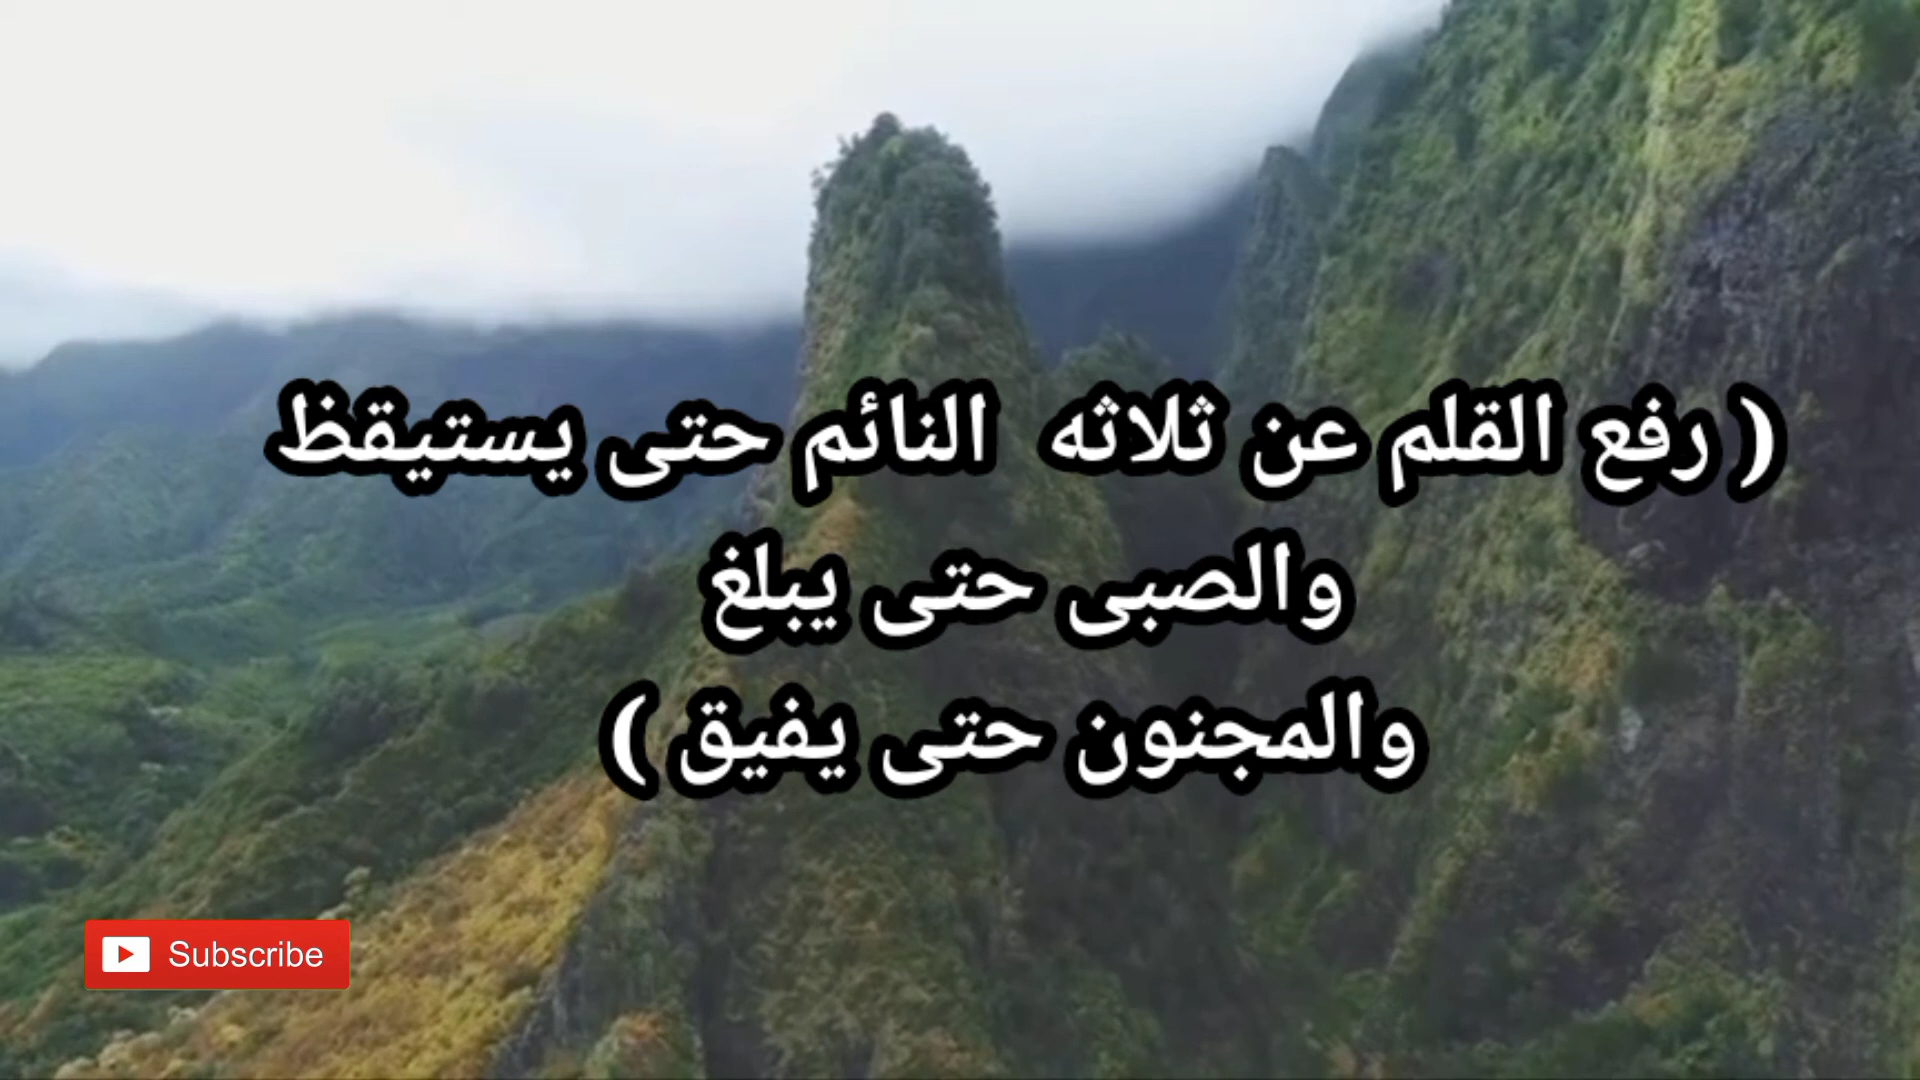 ( رفع القلم عن ثلاثه النائم حتى يستيقظ
والصبى حتى يبلغ
والمجنون حتى يفيق )
Subscribe